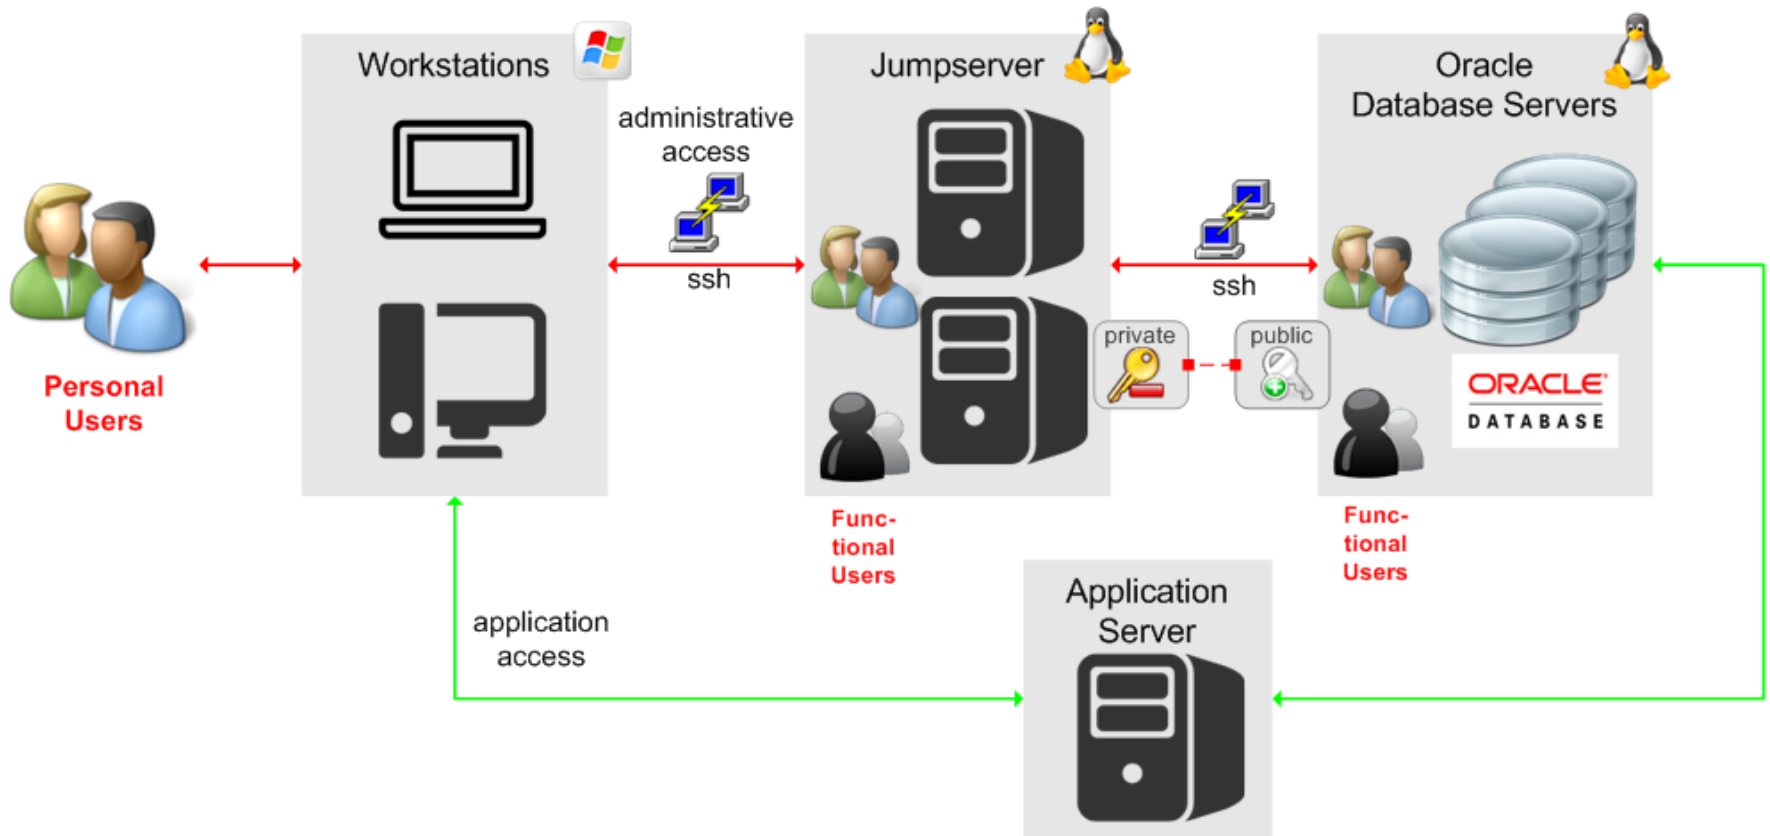 Workstations
Jumpserver
Oracle
Database Servers
administrative
access
ssh
ssh
private
public
ORACLE
DATABASE
Personal
Users
Func-
tional
Users
Func-
tional
Users
Application
Server
application
access